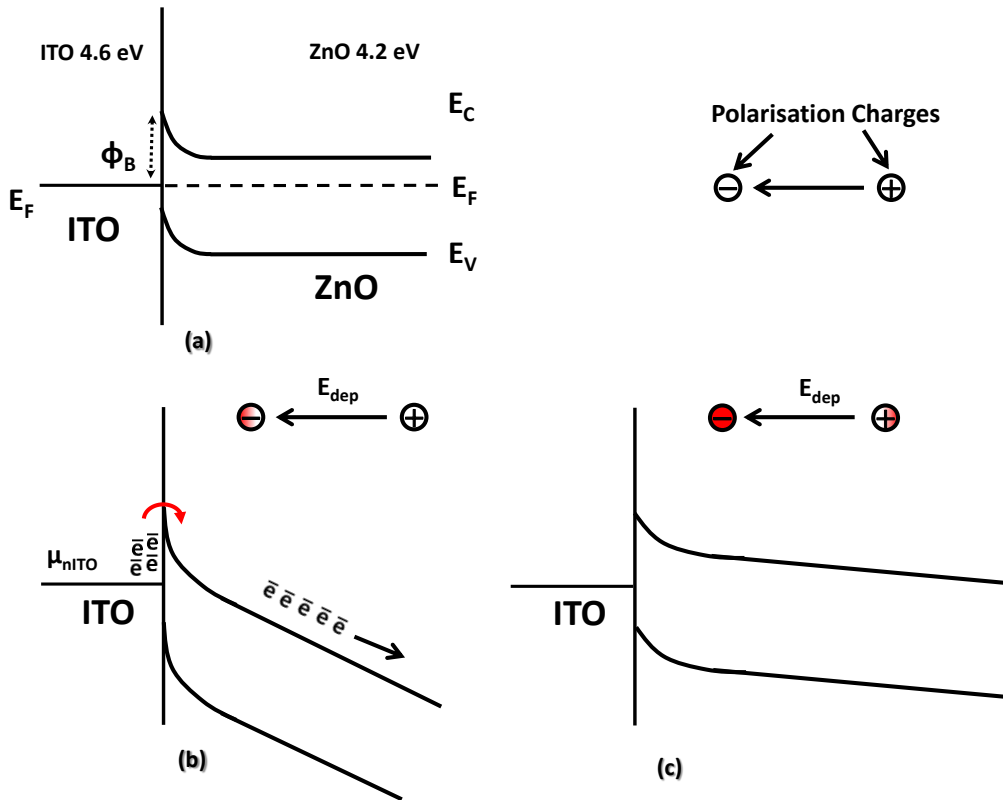 ITO 4.6 eV
ZnO 4.2 eV
E_C
ϕ_B
E_F
E_F
ITO
E_V
ZnO
(a)
Polarisation Charges
− +
E_dep
− +
μ_nITO
e̅ e̅
e̅ e̅
ITO
e̅ e̅ e̅ e̅ e̅
(b)
E_dep
− +
ITO
(c)